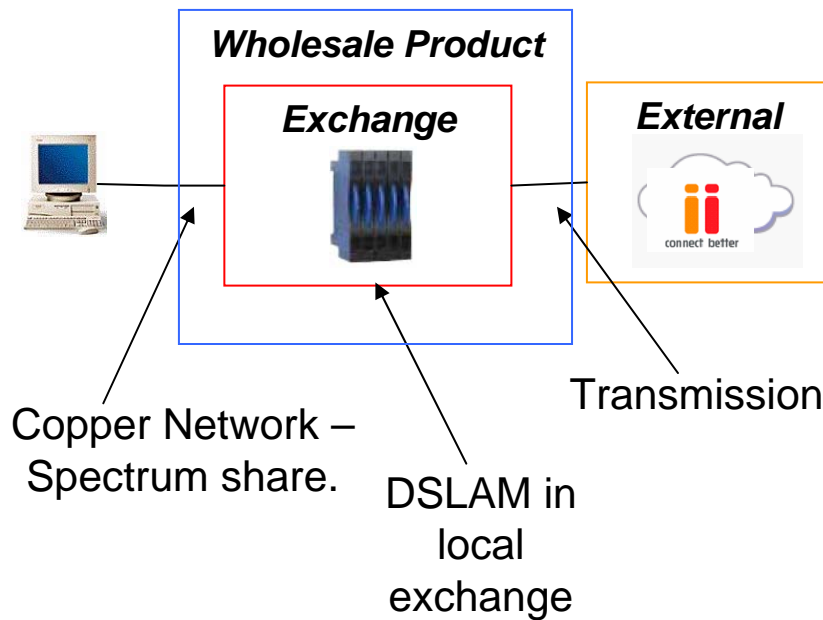 Wholesale Product
Exchange
External
connect better
Transmission
Copper Network –
Spectrum share.
DSLAM in
local
exchange